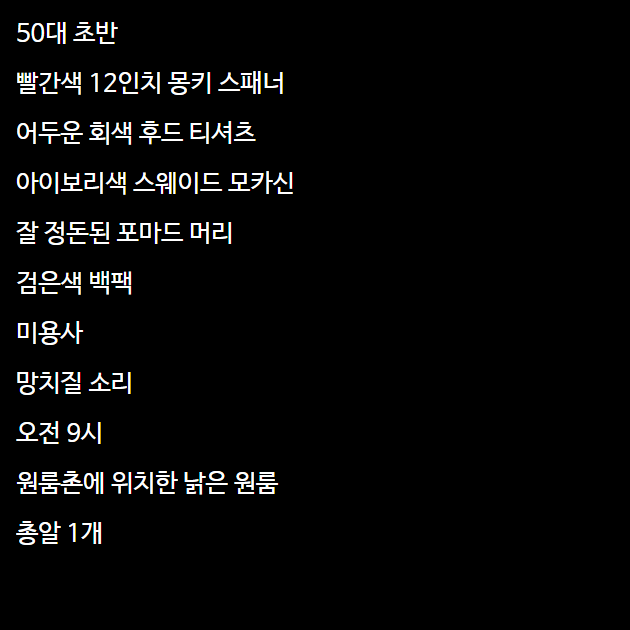 50대 초반
빨간색 12인치 몽키 스패너
어두운 회색 후드 티셔츠
아이보리색 스웨이드 모카신
잘 정돈된 포마드 머리
검은색 백팩
미용사
망치질 소리
오전 9시
원룸촌에 위치한 낡은 원룸
총알 1개